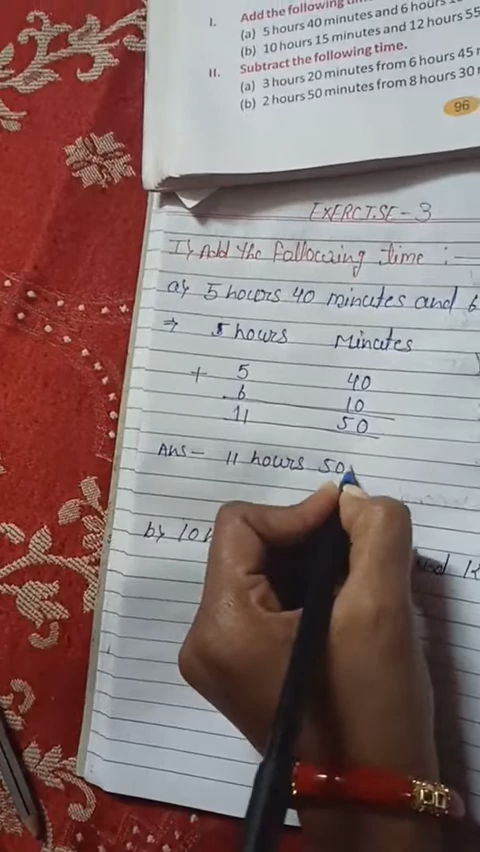 I. Add the following
(a) 5 hours 40 minutes and 6 hours
(b) 10 hours 15 minutes and 12 hours 55
II. Subtract the following time.
(a) 3 hours 20 minutes from 6 hours 45
(b) 2 hours 50 minutes from 8 hours 30
96
EXERCISE-3
I) Add the following time :-
a) 5 hours 40 minutes and 6
⇒ hours Minutes
+ 5 40
6 10
11 50
Ans- 11 hours 50
b) 10